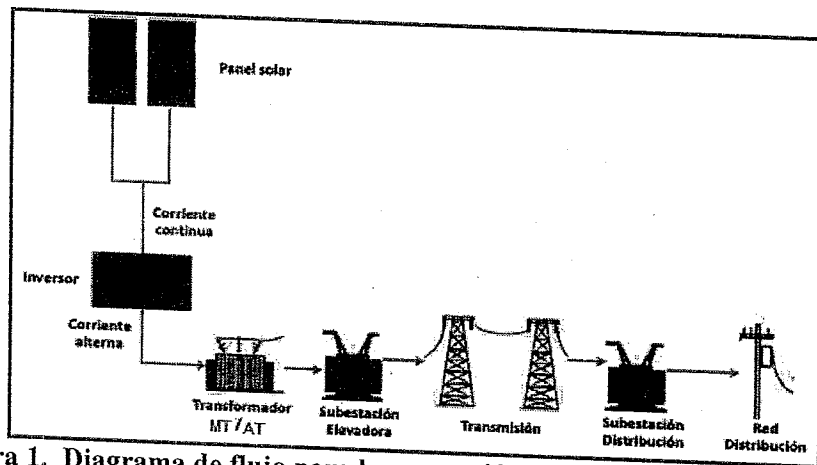 Panel solar
Corriente
continua
Inversor
Corriente
alterna
Transformador
MT/AT
Subestación
Elevadora
Transmisión
Subestación
Distribución
Red
Distribución
ra 1. Diagrama de flujo